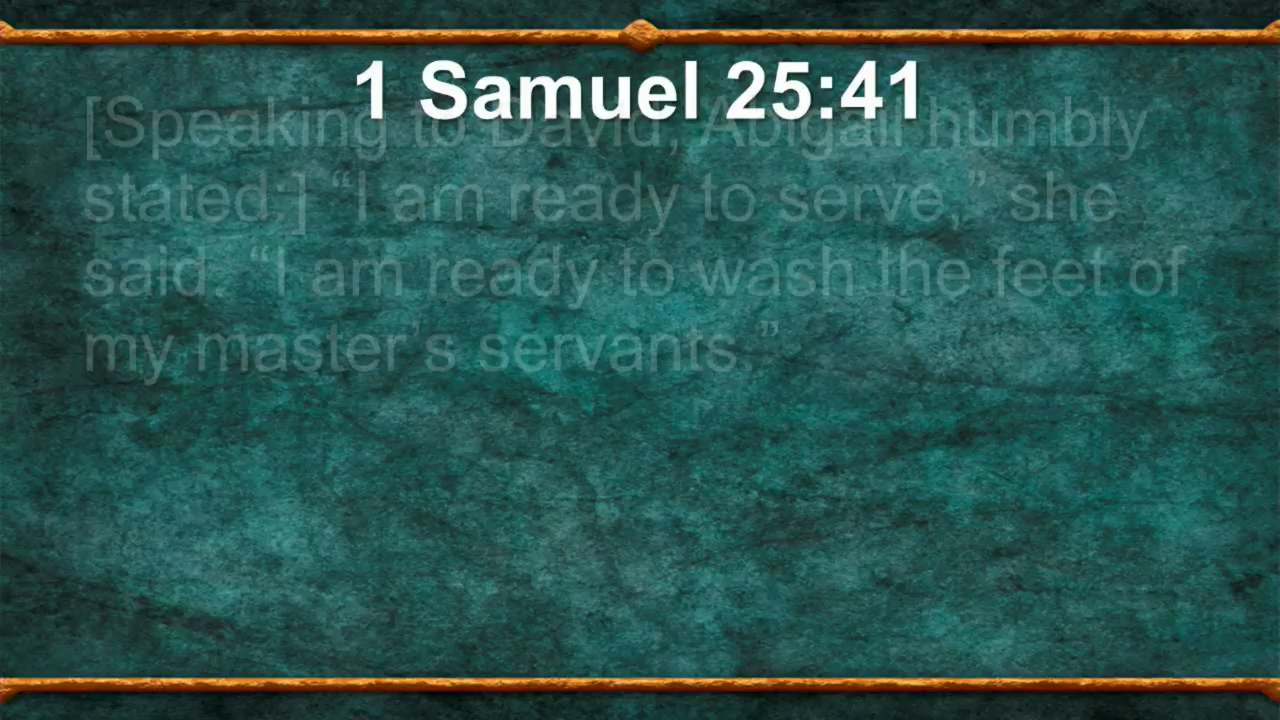 1 Samuel 25:41
[Speaking to David, Abigail humbly
stated:] “I am ready to serve,” she
said. “I am ready to wash the feet of
my master’s servants.”